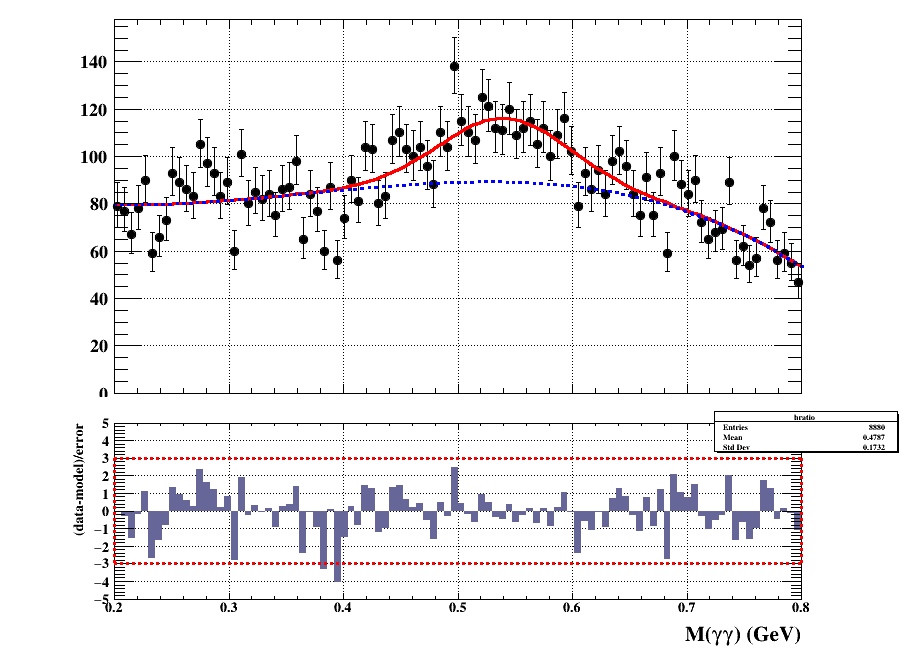 140
120
100
80
60
40
20
0
hratio
Entries 8880
Mean 0.4787
Std Dev 0.1732
(data-model)/error
5
4
3
2
1
0
−1
−2
−3
−4
−5
0.2 0.3 0.4 0.5 0.6 0.7 0.8
M(γγ) (GeV)